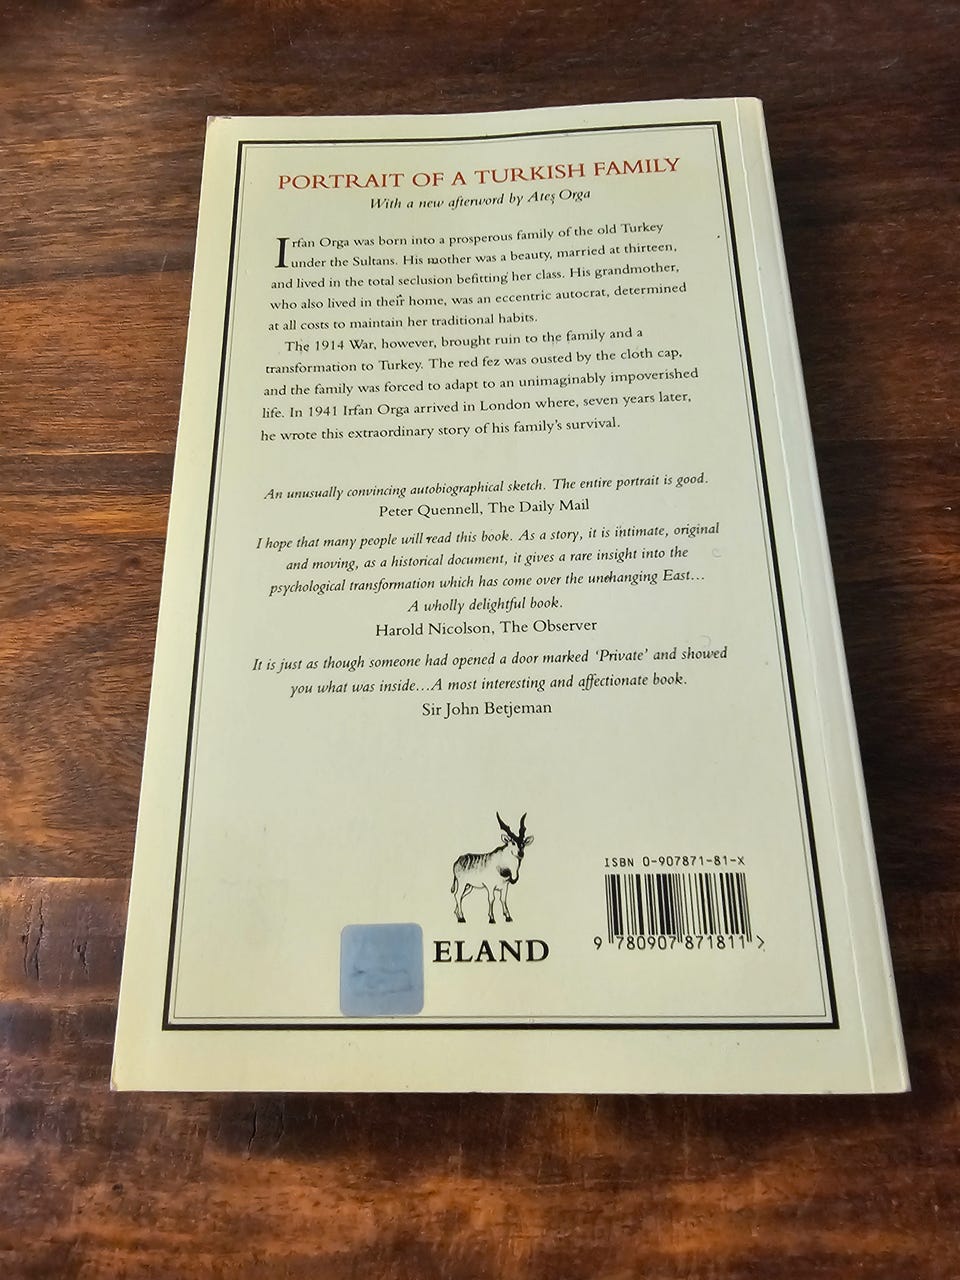 PORTRAIT OF A TURKISH FAMILY
With a new afterword by Ateş Orga
Irfan Orga was born into a prosperous family of the old Turkey
under the Sultans. His mother was a beauty, married at thirteen,
and lived in the total seclusion befitting her class. His grandmother,
who also lived in their home, was an eccentric autocrat, determined
at all costs to maintain her traditional habits.
The 1914 War, however, brought ruin to the family and a
transformation to Turkey. The red fez was ousted by the cloth cap,
and the family was forced to adapt to an unimaginably impoverished
life. In 1941 Irfan Orga arrived in London where, seven years later,
he wrote this extraordinary story of his family's survival.
An unusually convincing autobiographical sketch. The entire portrait is good.
Peter Quennell, The Daily Mail
I hope that many people will read this book. As a story, it is intimate, original
and moving, as a historical document, it gives a rare insight into the
psychological transformation which has come over the unchanging East...
A wholly delightful book.
Harold Nicolson, The Observer
It is just as though someone had opened a door marked 'Private' and showed
you what was inside...A most interesting and affectionate book.
Sir John Betjeman
ELAND
ISBN 0-907871-81-X
9 780907 871811 >